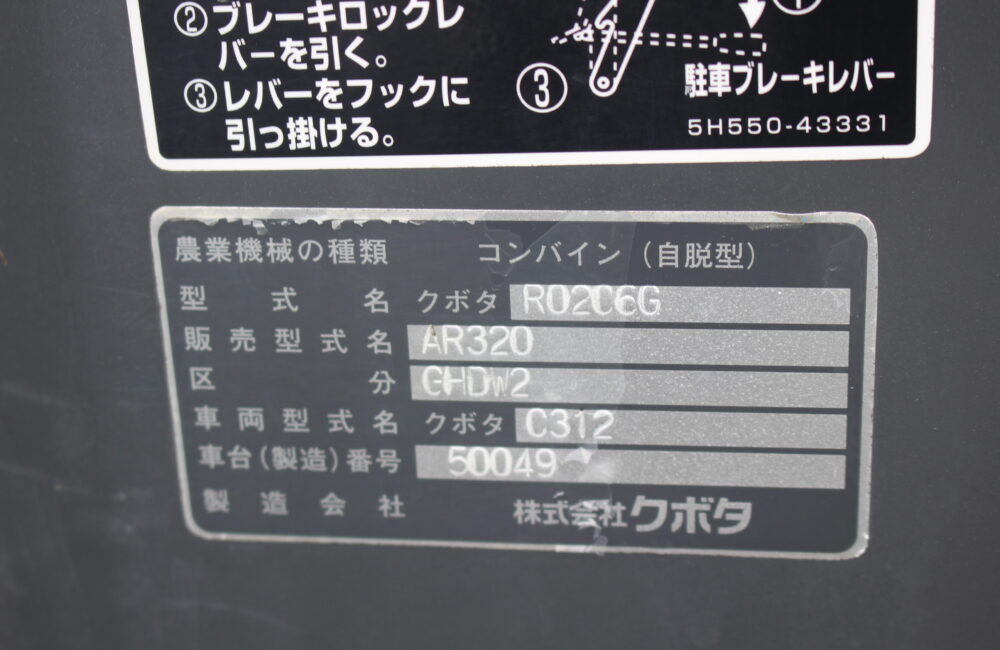 ②ブレーキロックレ
バーを引く。
③レバーをフックに
引っ掛ける。
①
③
駐車ブレーキレバー
5H550-43331
農業機械の種類 コンバイン(自脱型)
型式名 クボタ R02C6G
販売型式名 AR320
区分 GHDW2
車両型式名 クボタ C312
車台(製造)番号 50049
製造会社 株式会社クボタ